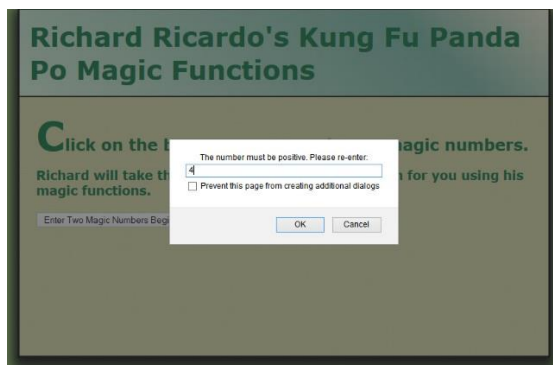 Richard Ricardo's Kung Fu Panda
Po Magic Functions
Click on the b agic numbers.
The number must be positive. Please re-enter:
4
Prevent this page from creating additional dialogs
OK Cancel
Richard will take th for you using his
magic functions.
Enter Two Magic Numbers Begi